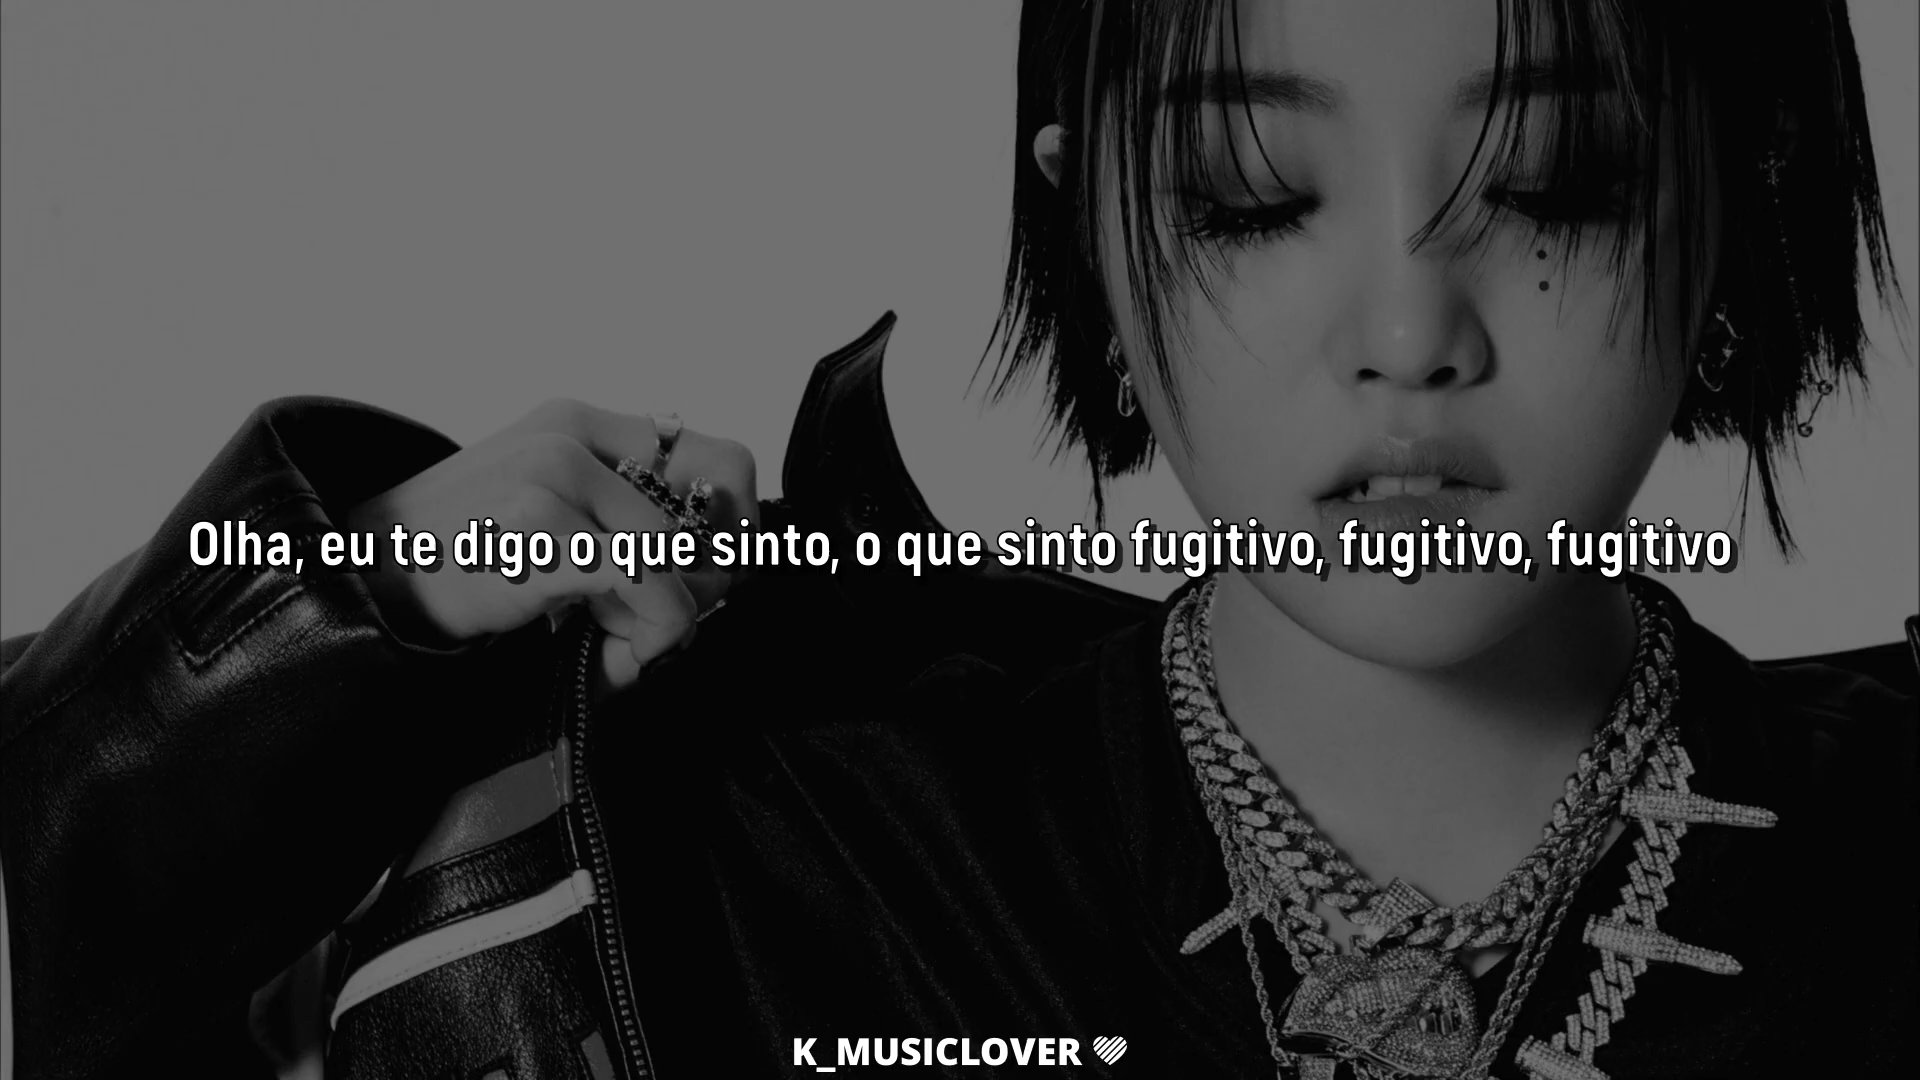 Olha, eu te digo o que sinto, o que sinto fugitivo, fugitivo, fugitivo
K_MUSICLOVER